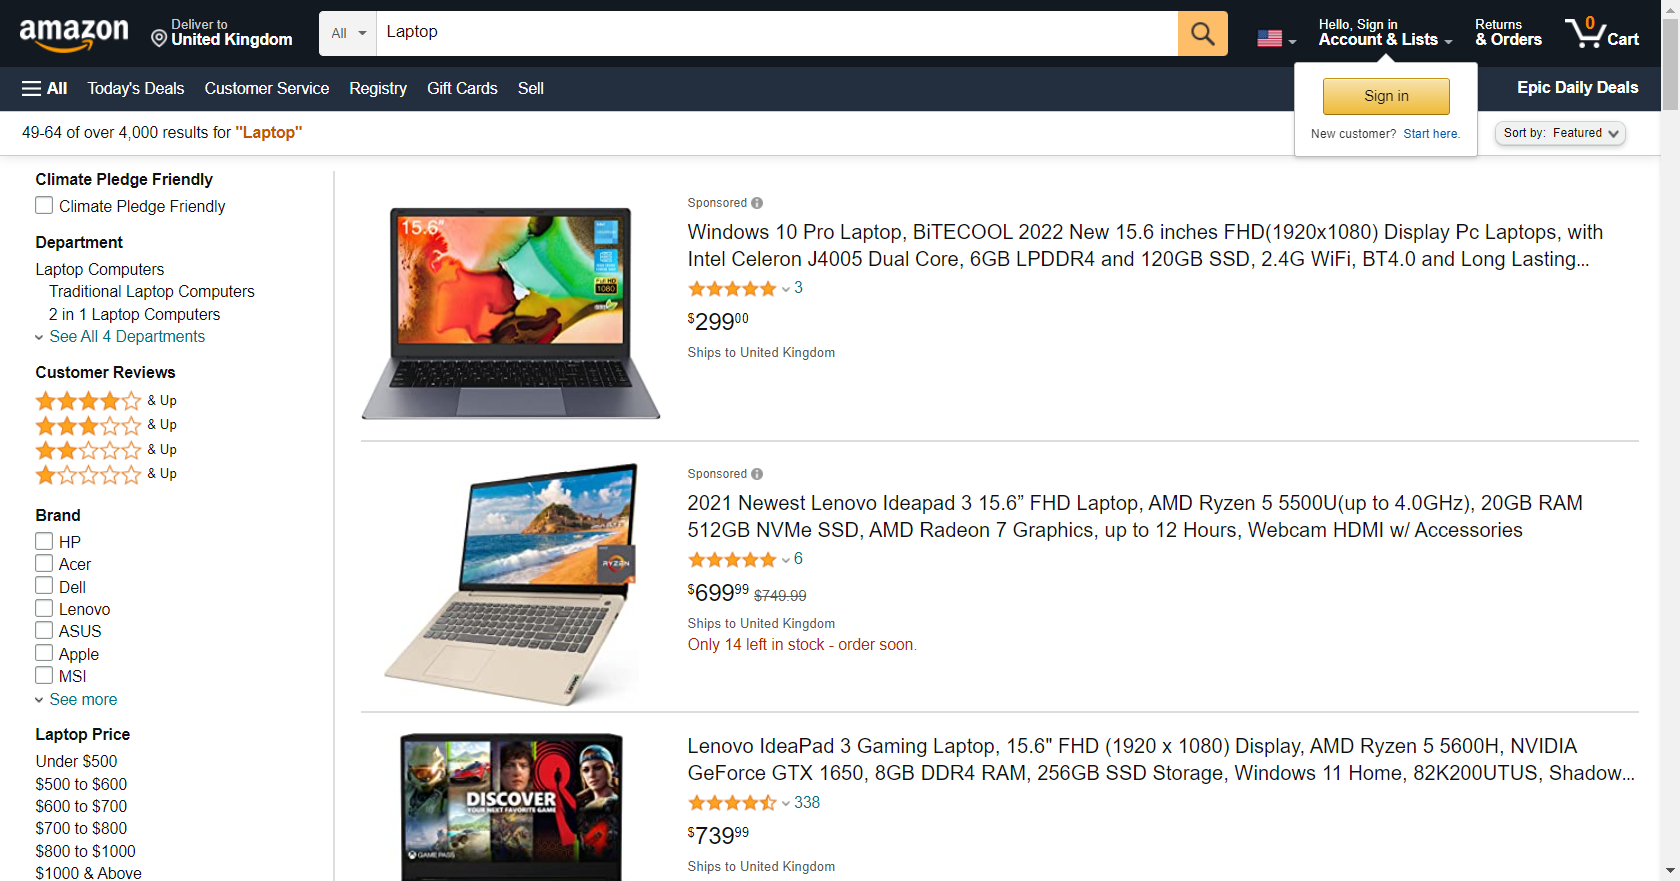 amazon
Deliver to
United Kingdom
All
Laptop
Hello, Sign in
Account & Lists
Returns
& Orders
0
Cart
All
Today's Deals
Customer Service
Registry
Gift Cards
Sell
Epic Daily Deals
Sign in
New customer? Start here.
49-64 of over 4,000 results for "Laptop"
Sort by: Featured
Climate Pledge Friendly
Climate Pledge Friendly
Department
Laptop Computers
Traditional Laptop Computers
2 in 1 Laptop Computers
See All 4 Departments
Customer Reviews
& Up
& Up
& Up
& Up
Brand
HP
Acer
Dell
Lenovo
ASUS
Apple
MSI
See more
Laptop Price
Under $500
$500 to $600
$600 to $700
$700 to $800
$800 to $1000
$1000 & Above
15.6"
Sponsored
Windows 10 Pro Laptop, BiTECOOL 2022 New 15.6 inches FHD(1920x1080) Display Pc Laptops, with
Intel Celeron J4005 Dual Core, 6GB LPDDR4 and 120GB SSD, 2.4G WiFi, BT4.0 and Long Lasting...
3
$29900
Ships to United Kingdom
RYZEN
Lenovo
Sponsored
2021 Newest Lenovo Ideapad 3 15.6” FHD Laptop, AMD Ryzen 5 5500U(up to 4.0GHz), 20GB RAM
512GB NVMe SSD, AMD Radeon 7 Graphics, up to 12 Hours, Webcam HDMI w/ Accessories
6
$69999 $749.99
Ships to United Kingdom
Only 14 left in stock - order soon.
DISCOVER
YOUR NEXT FAVORITE GAME
GAME PASS
Lenovo IdeaPad 3 Gaming Laptop, 15.6" FHD (1920 x 1080) Display, AMD Ryzen 5 5600H, NVIDIA
GeForce GTX 1650, 8GB DDR4 RAM, 256GB SSD Storage, Windows 11 Home, 82K200UTUS, Shadow...
338
$73999
Ships to United Kingdom